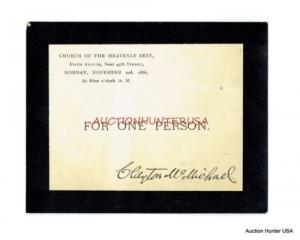 CHURCH OF THE HEAVENLY REST,
FIFTH AVENUE, NEAR 45TH STREET,
MONDAY, NOVEMBER 22d, 1886,
At Nine o'clock A. M.
AUCTIONHUNTERUSA
FOR ONE PERSON.
Clayton McMichael
Auction Hunter USA